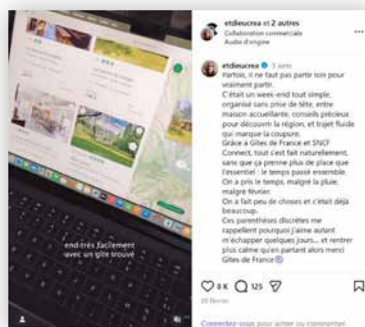 etdieucrea et 2 autres
Collaboration commerciale
Audio d'origine
etdieucrea
Parfois, il ne faut pas partir loin pour
vraiment partir.
C'était un week-end tout simple,
organisé sans prise de tête, entre
maison accueillante, conseils précieux
pour découvrir la région, et trajet fluide
qui marque la coupure.
Grâce à Gîtes de France et SNCF
Connect, tout s'est fait naturellement,
sans que ça prenne plus de place que
l'essentiel : le temps passé ensemble.
On a pris le temps, malgré la pluie,
malgré février.
On a fait peu de choses et c'était déjà
beaucoup.
Ces parenthèses discrètes me
rappellent pourquoi j'aime autant
m'échapper quelques jours... et rentrer
plus calme qu'en partant alors merci
Gîtes de France
end très facilement
avec un gîte trouvé
125
Connectez-vous pour aimer ou commenter.